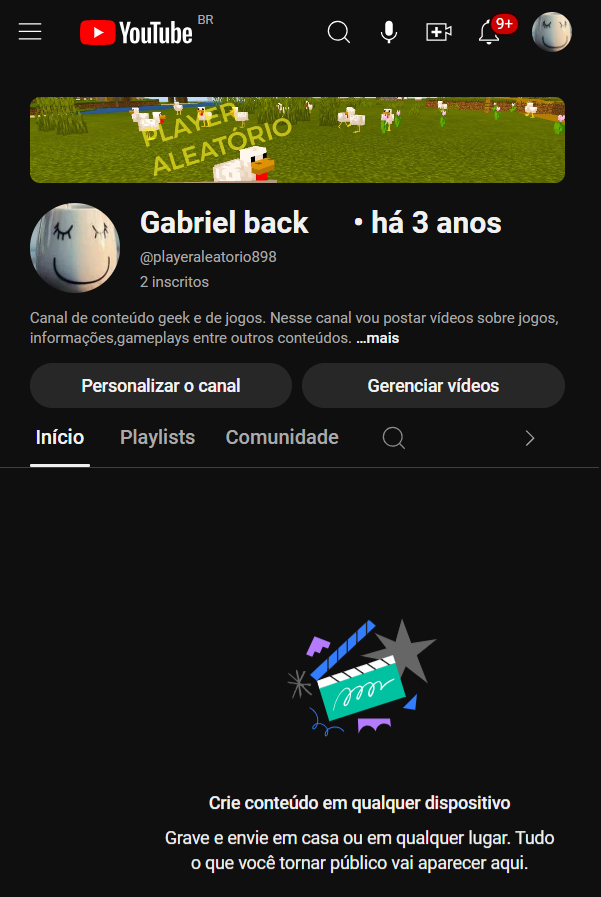 YouTube BR
9+
PLAYER
ALEATÓRIO
Gabriel back • há 3 anos
@playeraleatorio898
2 inscritos
Canal de conteúdo geek e de jogos. Nesse canal vou postar vídeos sobre jogos,
informações,gameplays entre outros conteúdos. ...mais
Personalizar o canal Gerenciar vídeos
Início Playlists Comunidade
Crie conteúdo em qualquer dispositivo
Grave e envie em casa ou em qualquer lugar. Tudo
o que você tornar público vai aparecer aqui.